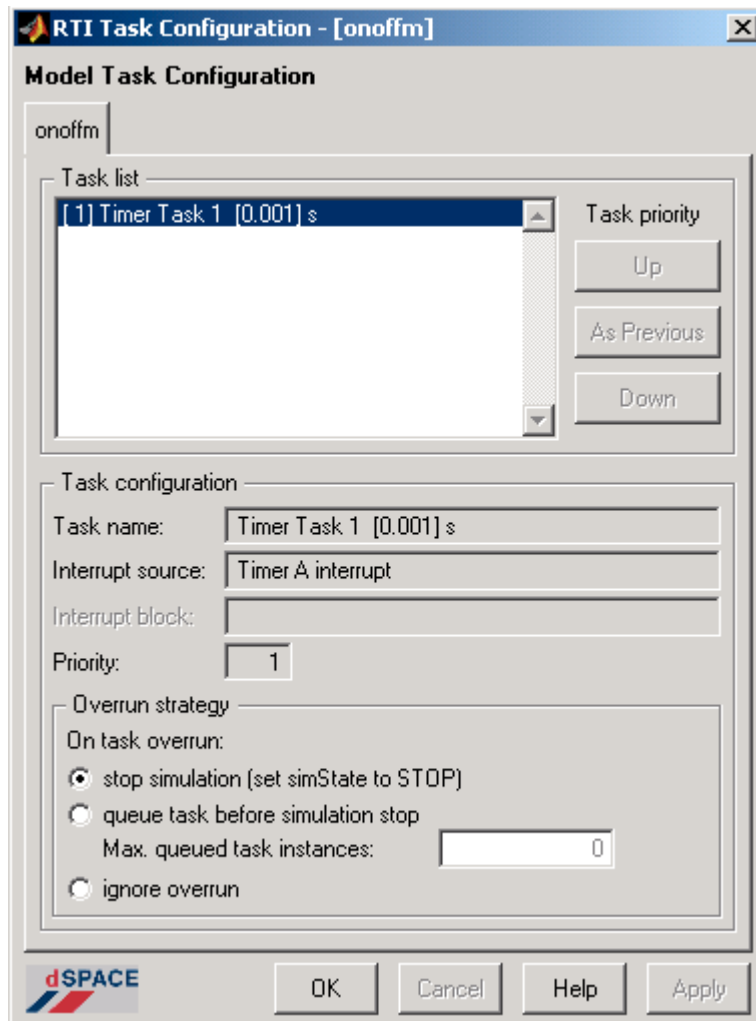 RTI Task Configuration - [onoffm]
Model Task Configuration
onoffm
Task list
[ 1] Timer Task 1 [0.001] s
Task priority
Up
As Previous
Down
Task configuration
Task name: Timer Task 1 [0.001] s
Interrupt source: Timer A interrupt
Interrupt block:
Priority: 1
Overrun strategy
On task overrun:
stop simulation (set simState to STOP)
queue task before simulation stop
Max. queued task instances: 0
ignore overrun
dSPACE OK Cancel Help Apply